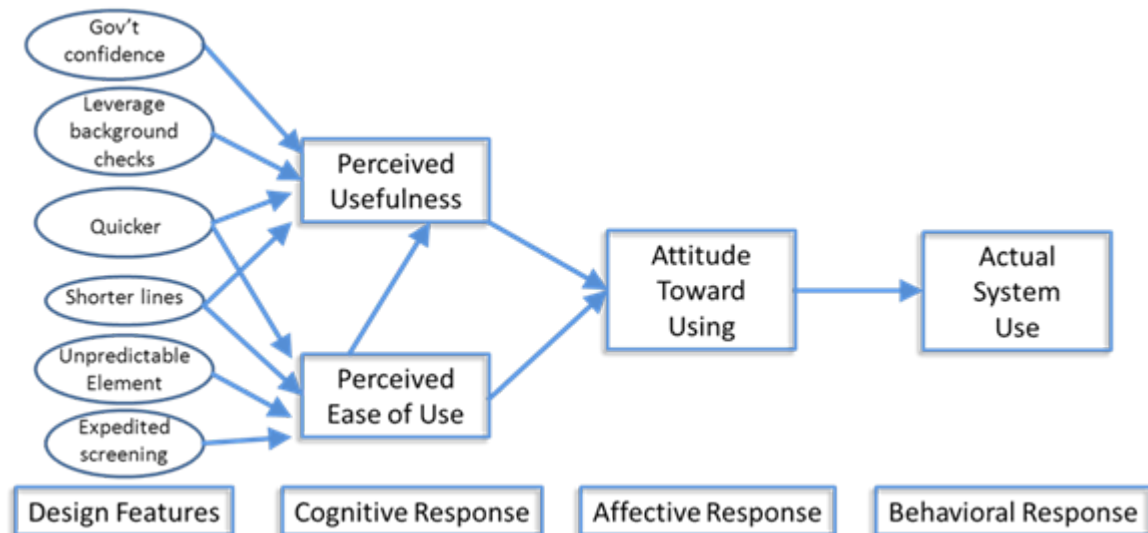 Gov't
confidence
Leverage
background
checks
Quicker
Shorter lines
Unpredictable
Element
Expedited
screening
Perceived
Usefulness
Perceived
Ease of Use
Attitude
Toward
Using
Actual
System
Use
Design Features
Cognitive Response
Affective Response
Behavioral Response